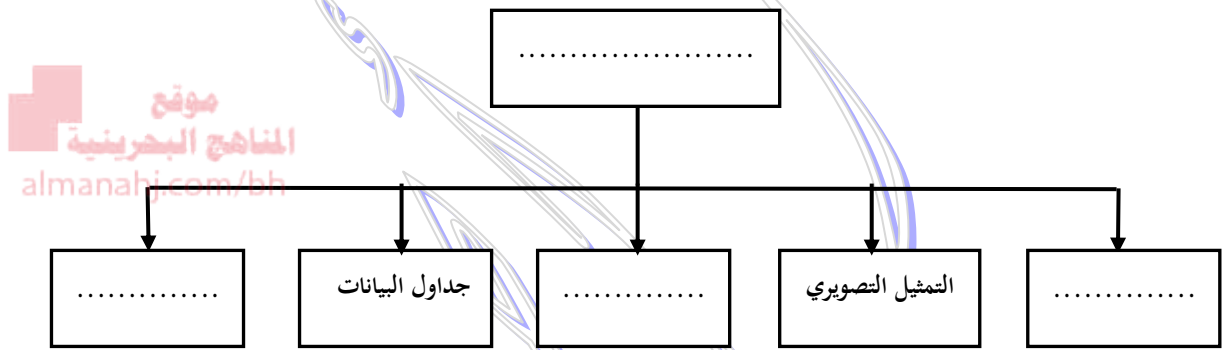 ......................
موقع
المناهج البحرينية
almanahj.com/bh
..............
التمثيل التصويري
..............
جداول البيانات
..............